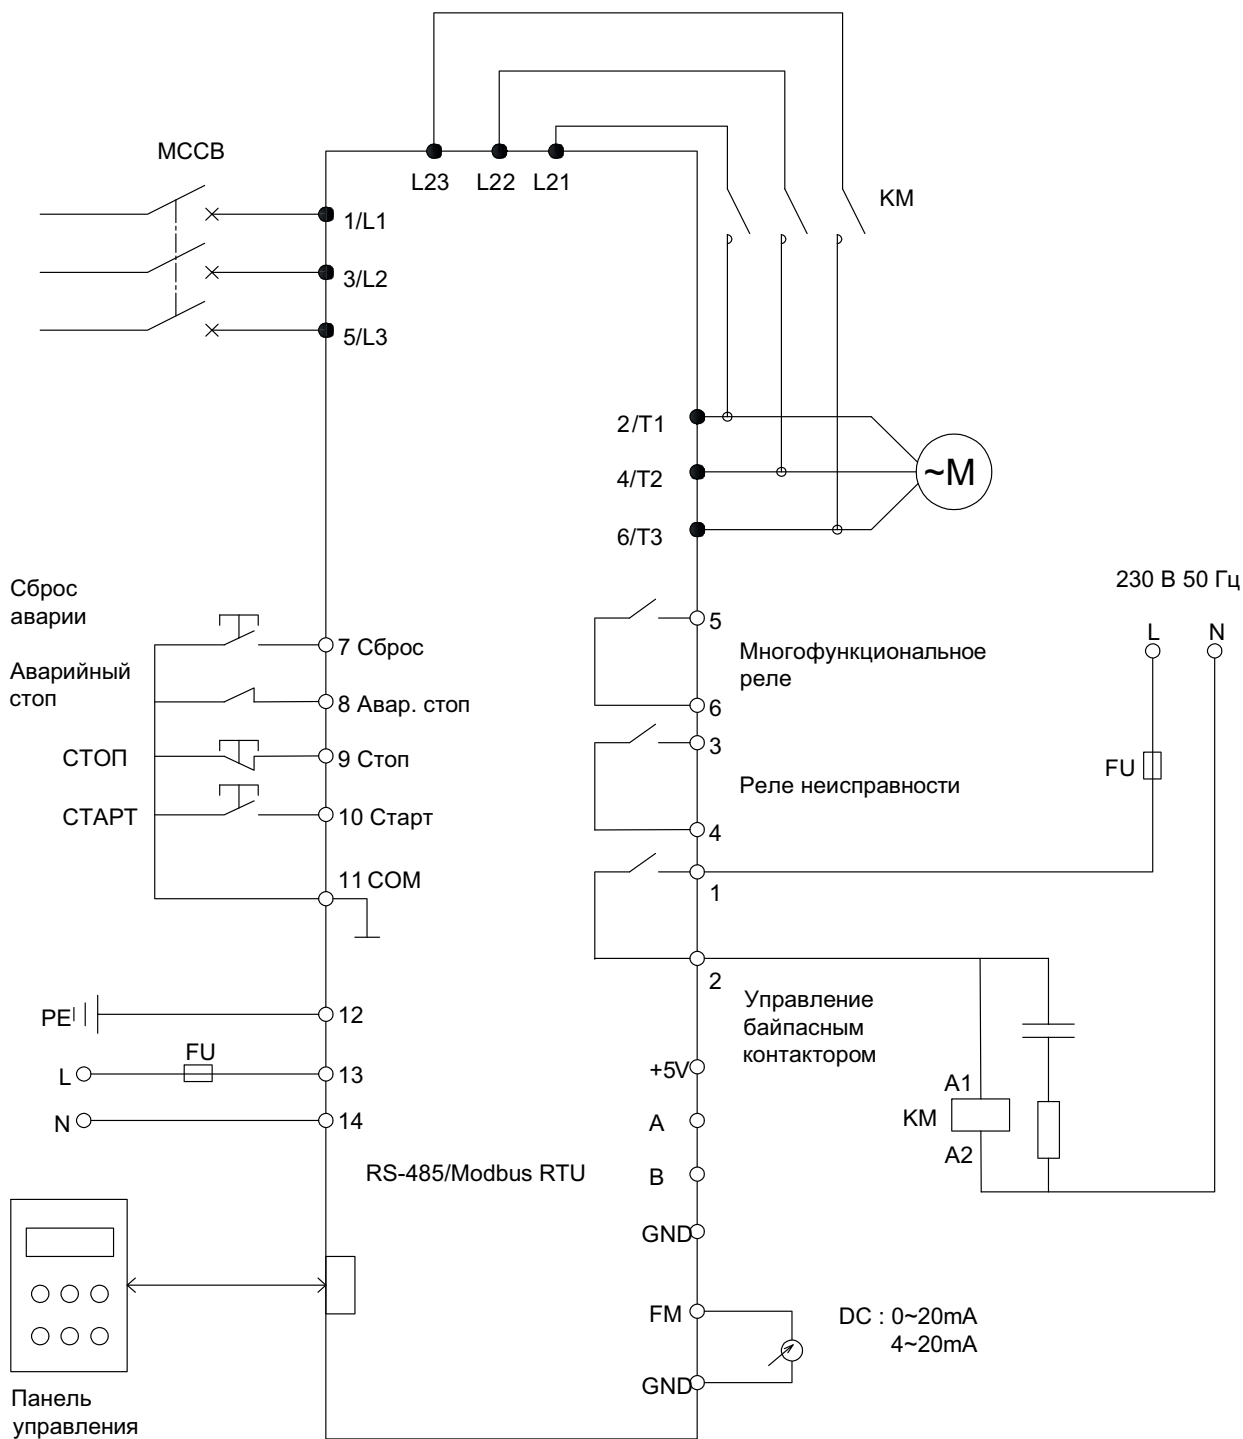 MCCB
L23
L22
L21
KM
1/L1
3/L2
5/L3
2/T1
4/T2
6/T3
~M
Сброс
аварии
Аварийный
стоп
СТОП
СТАРТ
7 Сброс
8 Авар. стоп
9 Стоп
10 Старт
11 COM
5
Многофункциональное
реле
6
3
Реле неисправности
4
1
2
Управление
байпасным
контактором
230 В 50 Гц
L
N
FU
PE
12
L
FU
13
N
14
+5V
A
B
GND
RS-485/Modbus RTU
A1
KM
A2
FM
GND
DC : 0~20mA
4~20mA
Панель
управления